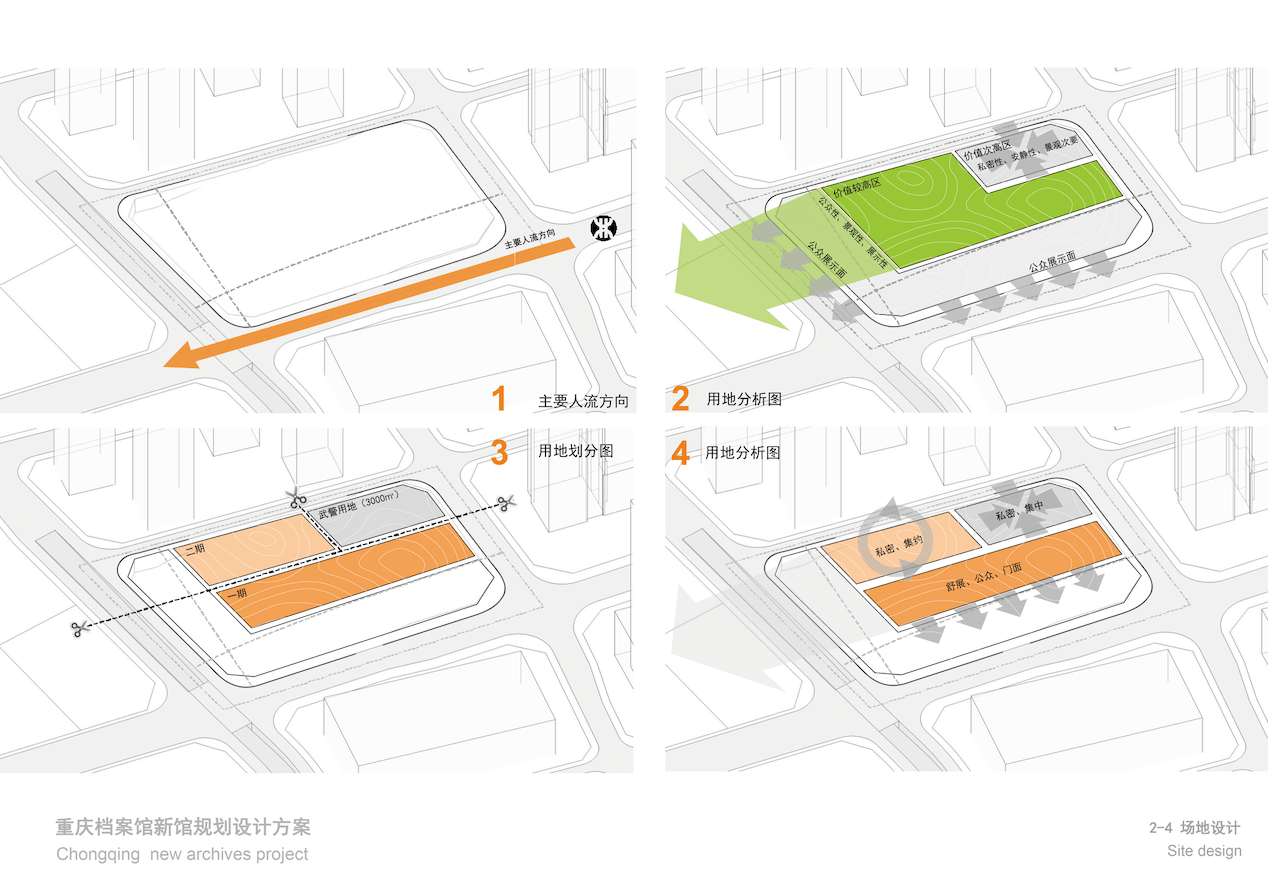 主要人流方向
1 主要人流方向
价值次高区
私密性、安静性、景观次要
价值较高区
公众性、景观性、展示性
公众展示面
公众展示面
2 用地分析图
3 用地划分图
武警用地（3000㎡）
二期
一期
4 用地分析图
私密、集中
私密、集约
舒展、公众、门面
重庆档案馆新馆规划设计方案
Chongqing new archives project
2-4 场地设计
Site design